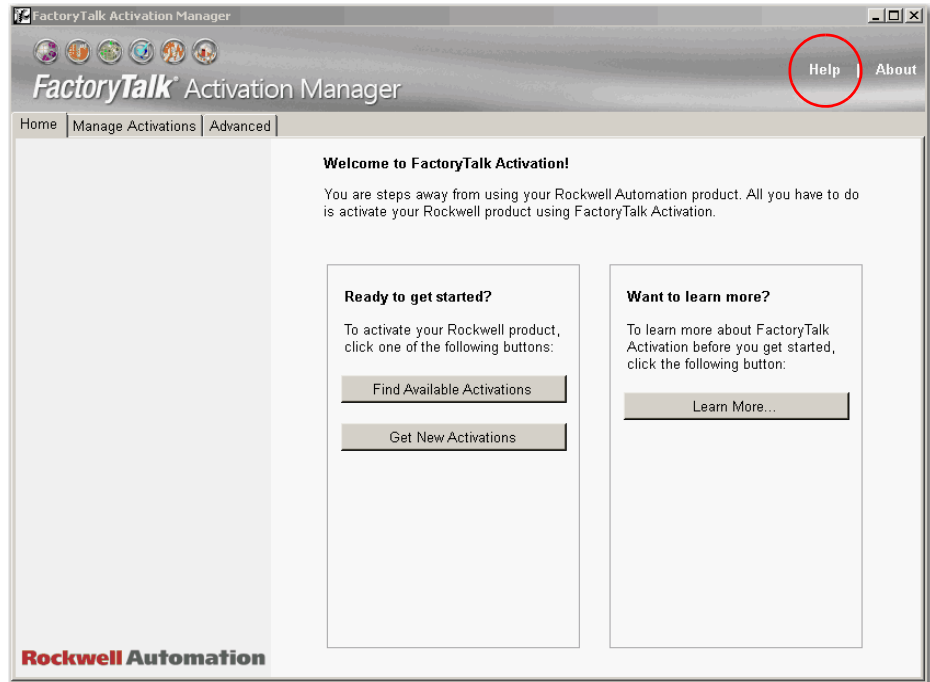 FactoryTalk Activation Manager
FactoryTalk® Activation Manager
Help | About
Home Manage Activations Advanced
Welcome to FactoryTalk Activation!
You are steps away from using your Rockwell Automation product. All you have to do
is activate your Rockwell product using FactoryTalk Activation.
Ready to get started?
To activate your Rockwell product,
click one of the following buttons:
Find Available Activations
Get New Activations
Want to learn more?
To learn more about FactoryTalk
Activation before you get started,
click the following button:
Learn More...
Rockwell Automation